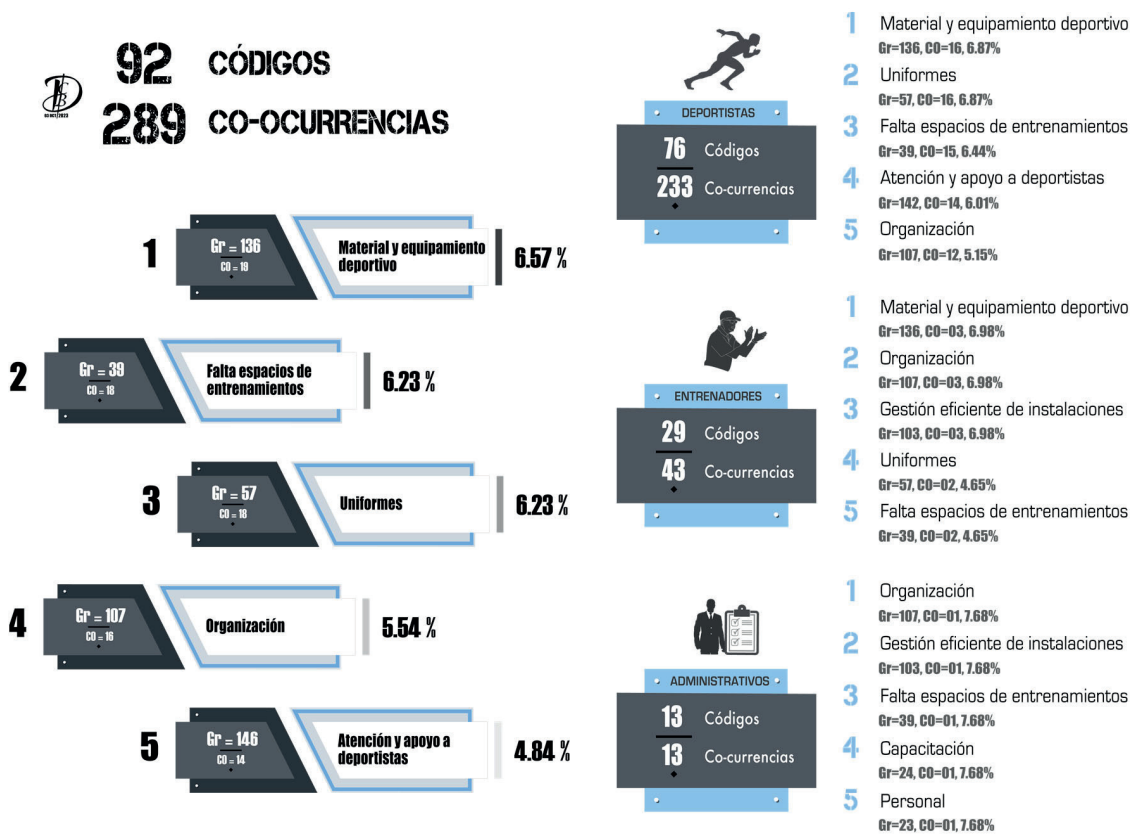 92 CÓDIGOS
289 CO-OCURRENCIAS
03 OCT/2023
1
Gr = 136
CO = 19
Material y equipamiento
deportivo
6.57 %
2
Gr = 39
CO = 18
Falta espacios de
entrenamientos
6.23 %
3
Gr = 57
CO = 18
Uniformes
6.23 %
4
Gr = 107
CO = 16
Organización
5.54 %
5
Gr = 146
CO = 14
Atención y apoyo a
deportistas
4.84 %
DEPORTISTAS
76 Códigos
233 Co-currencias
1 Material y equipamiento deportivo
Gr=136, CO=16, 6.87%
2 Uniformes
Gr=57, CO=16, 6.87%
3 Falta espacios de entrenamientos
Gr=39, CO=15, 6.44%
4 Atención y apoyo a deportistas
Gr=142, CO=14, 6.01%
5 Organización
Gr=107, CO=12, 5.15%
ENTRENADORES
29 Códigos
43 Co-currencias
1 Material y equipamiento deportivo
Gr=136, CO=03, 6.98%
2 Organización
Gr=107, CO=03, 6.98%
3 Gestión eficiente de instalaciones
Gr=103, CO=03, 6.98%
4 Uniformes
Gr=57, CO=02, 4.65%
5 Falta espacios de entrenamientos
Gr=39, CO=02, 4.65%
ADMINISTRATIVOS
13 Códigos
13 Co-currencias
1 Organización
Gr=107, CO=01, 7.68%
2 Gestión eficiente de instalaciones
Gr=103, CO=01, 7.68%
3 Falta espacios de entrenamientos
Gr=39, CO=01, 7.68%
4 Capacitación
Gr=24, CO=01, 7.68%
5 Personal
Gr=23, CO=01, 7.68%